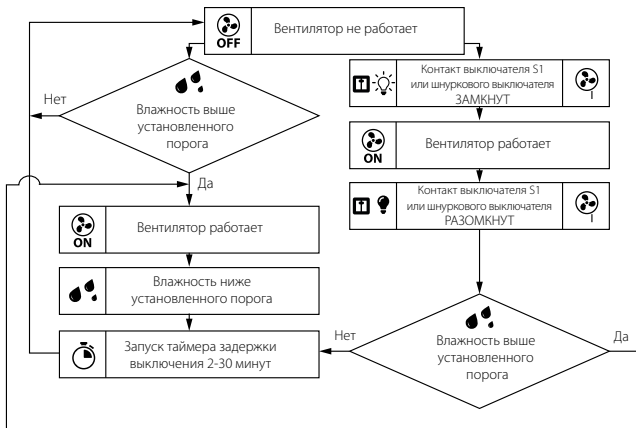 OFF
Вентилятор не работает
Нет
Влажность выше
установленного
порога
Да
ON
Вентилятор работает
Влажность ниже
установленного порога
Запуск таймера задержки
выключения 2-30 минут
Контакт выключателя S1
или шнуркового выключателя
ЗАМКНУТ
ON
Вентилятор работает
Контакт выключателя S1
или шнуркового выключателя
РАЗОМКНУТ
Нет
Влажность выше
установленного
порога
Да